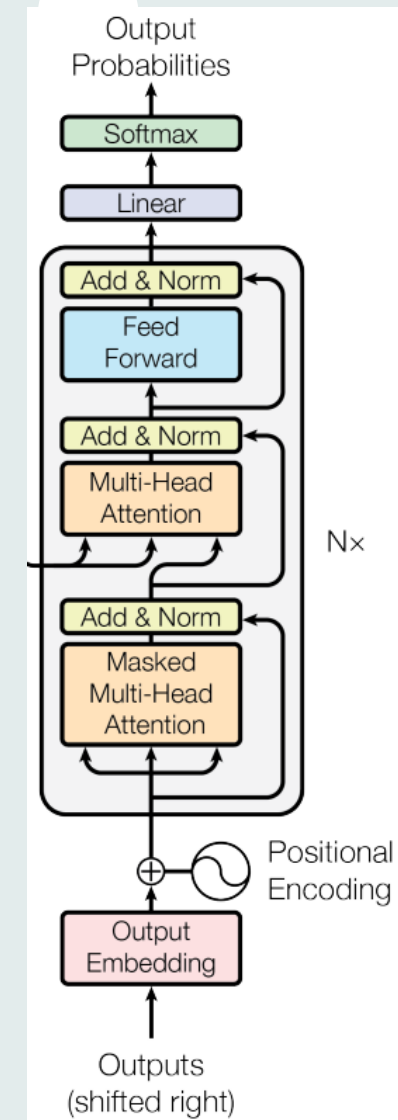 Output
Probabilities
Softmax
Linear
Add & Norm
Feed
Forward
Add & Norm
Multi-Head
Attention
N×
Add & Norm
Masked
Multi-Head
Attention
Positional
Encoding
Output
Embedding
Outputs
(shifted right)